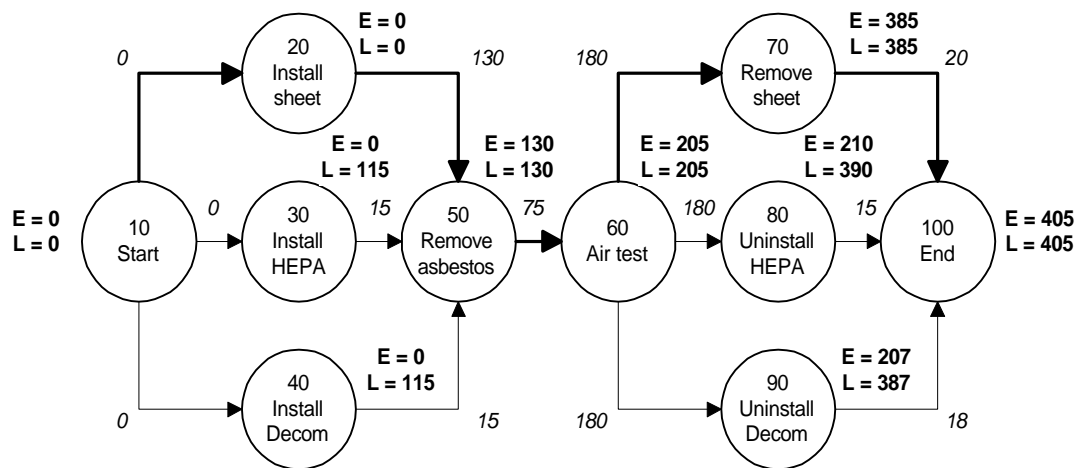 E = 0
L = 0
0
20
Install
sheet
130
E = 385
L = 385
180
70
Remove
sheet
20
E = 0
L = 115
E = 130
L = 130
E = 205
L = 205
E = 210
L = 390
E = 0
L = 0
10
Start
0
30
Install
HEPA
15
50
Remove
asbestos
75
60
Air test
180
80
Uninstall
HEPA
15
100
End
E = 405
L = 405
E = 0
L = 115
E = 207
L = 387
0
40
Install
Decom
15
180
90
Uninstall
Decom
18